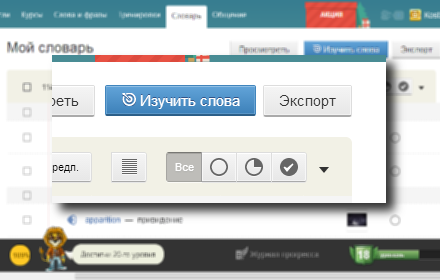 Курсы Слова и фразы Тренировки Словарь Общение АКЦИЯ
Мой словарь Просмотреть Изучить слова Экспорт
реть Изучить слова Экспорт
редл. Все
apparition — привидение
100% Достигни 20-го уровня Журнал прогресса 18